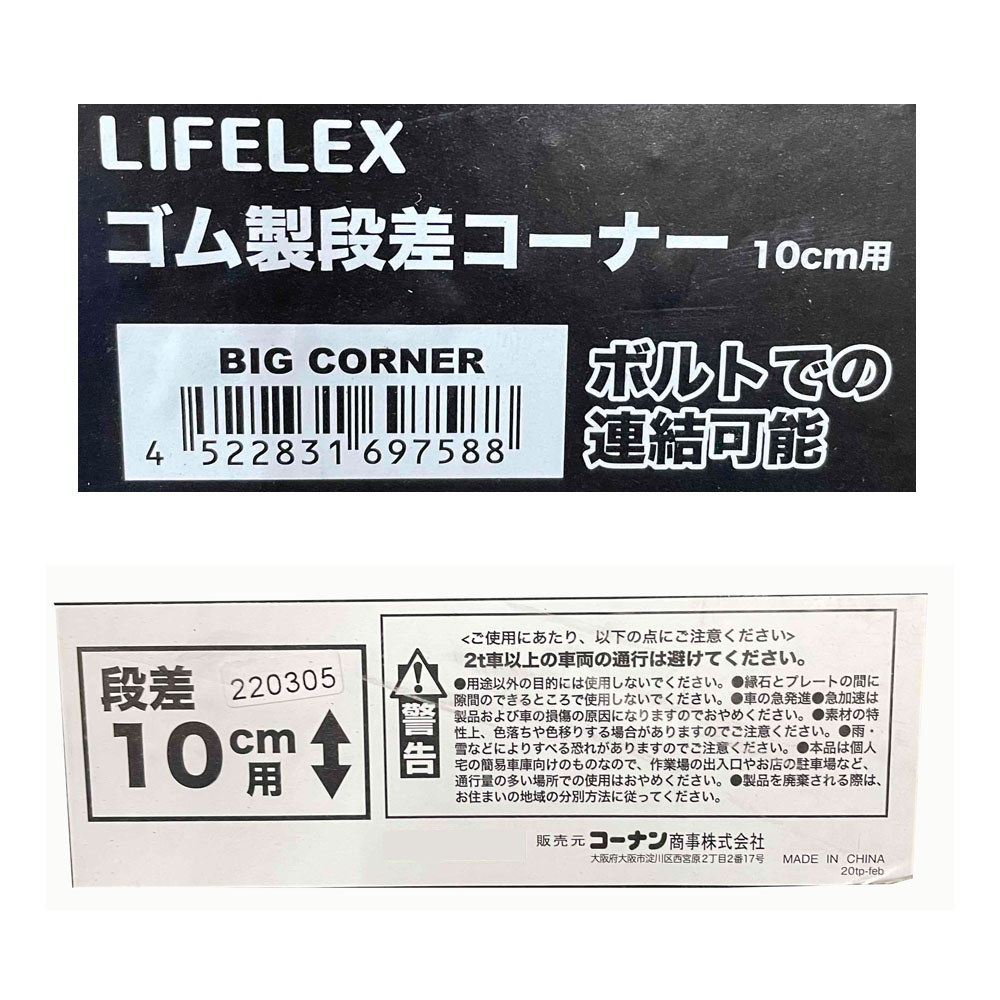 LIFELEX
ゴム製段差コーナー 10cm用
BIG CORNER
4 522831 697588
ボルトでの
連結可能
段差 220305
10cm用
警告
<ご使用にあたり、以下の点にご注意ください>
2t車以上の車両の通行は避けてください。
●用途以外の目的には使用しないでください。●縁石とプレートの間に
隙間のできるところで使用しないでください。●車の急発進●急加速は
製品および車の損傷の原因になりますのでおやめください。●素材の特
性上、色落ちや色移りする場合がありますのでご注意ください。●雨・
雪などによりすべる恐れがありますのでご注意ください。●本品は個人
宅の簡易車庫向けのものなので、作業場の出入口やお店の駐車場など、
通行量の多い場所での使用はおやめください。●製品を廃棄される際は、
お住まいの地域の分別方法に従ってください。
販売元 コーナン商事株式会社
大阪府大阪市淀川区西宮原2丁目2番17号
MADE IN CHINA
20tp-feb